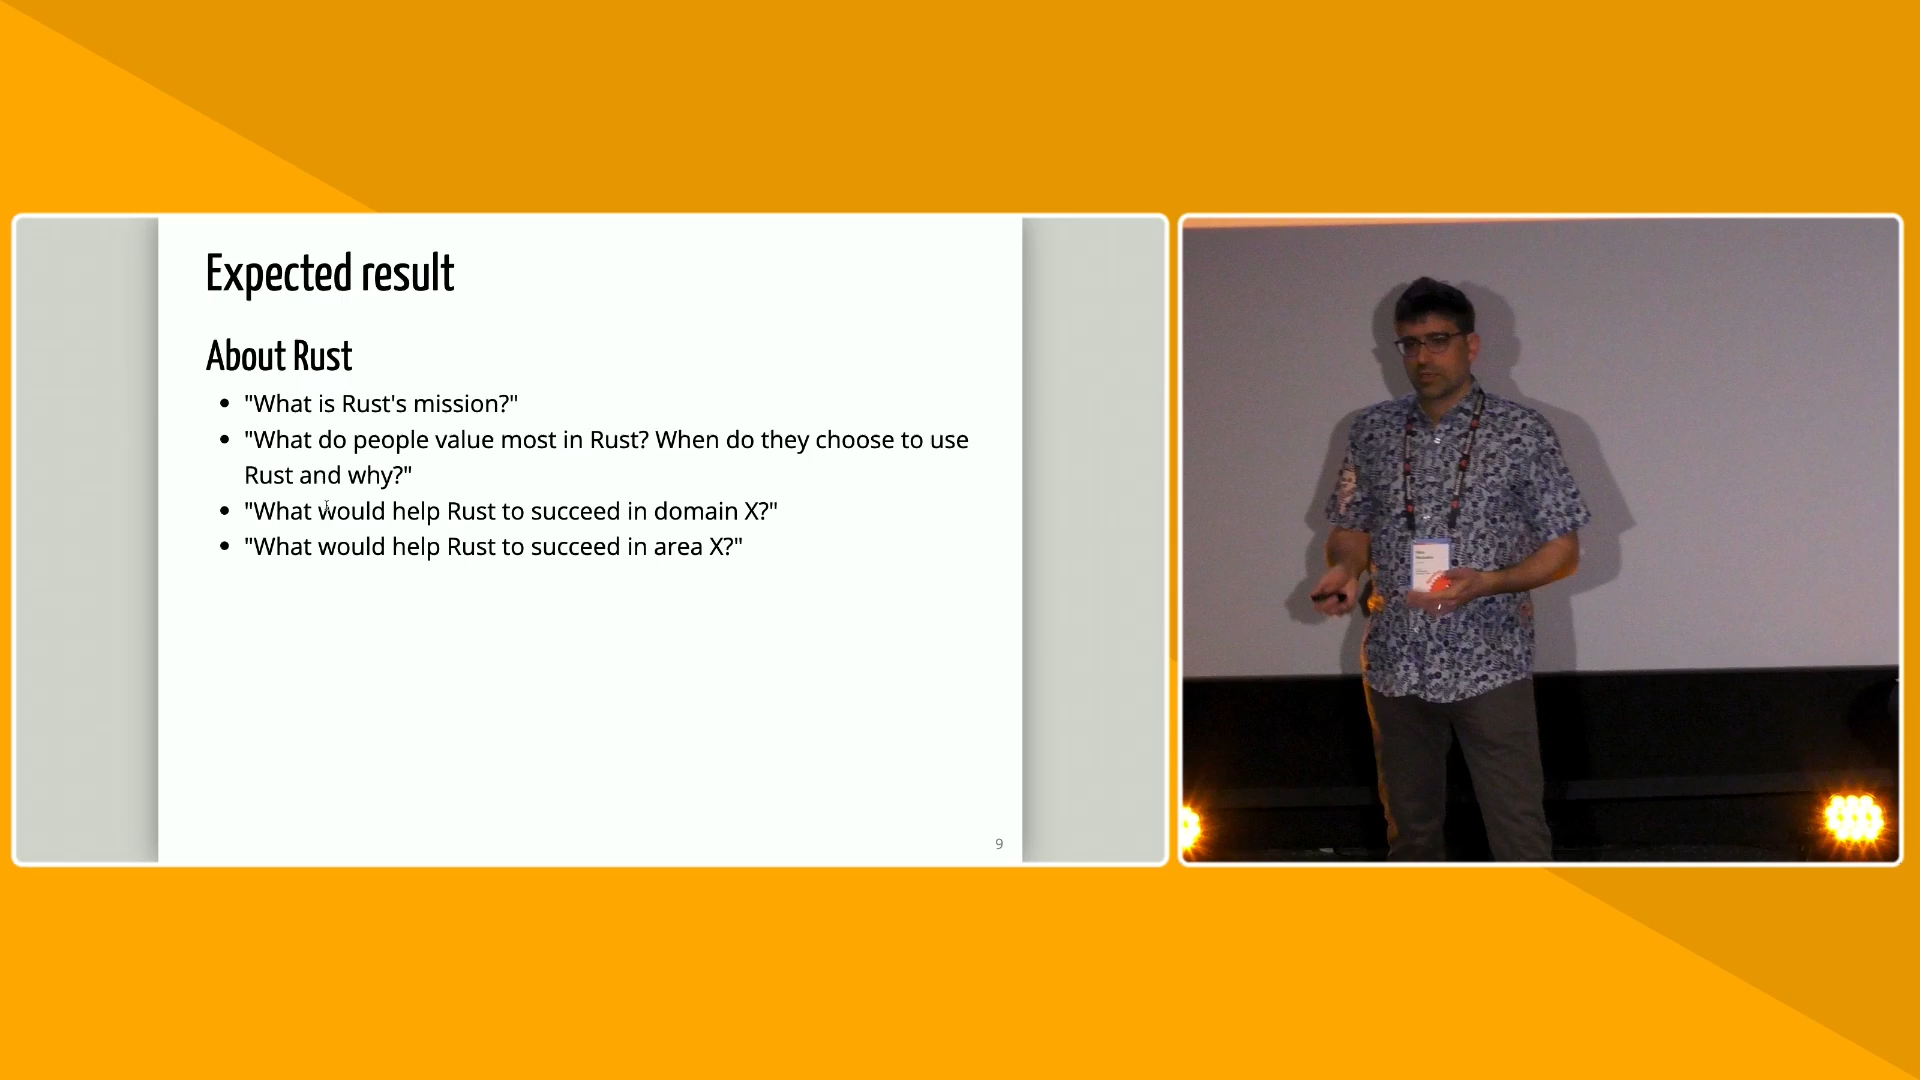 Expected result
About Rust
"What is Rust's mission?"
"What do people value most in Rust? When do they choose to use
Rust and why?"
"What would help Rust to succeed in domain X?"
"What would help Rust to succeed in area X?"
9